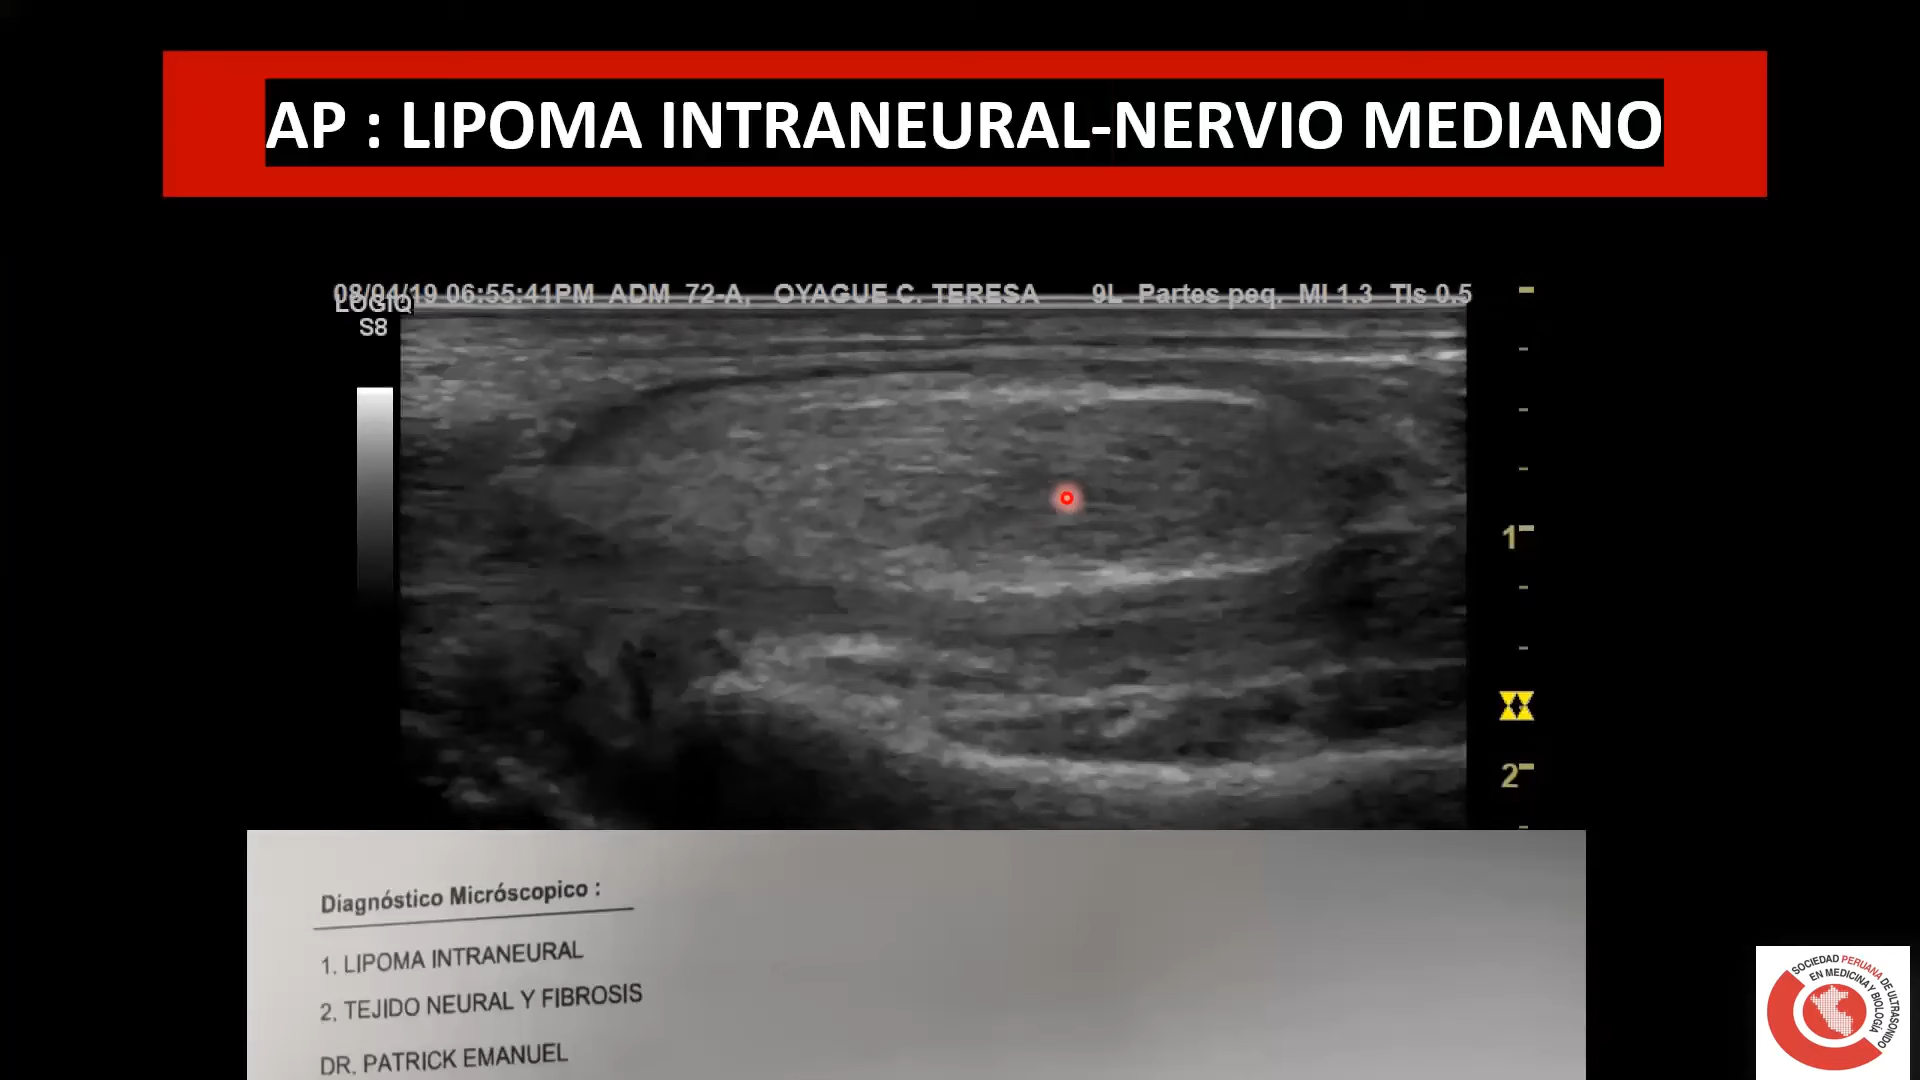 AP : LIPOMA INTRANEURAL-NERVIO MEDIANO
08/04/19 06:55:41PM ADM 72-A, OYAGUE C. TERESA 9L Partes peq. MI 1.3 TIs 0.5
LOGIQ
S8
1
2
Diagnóstico Micróscopico :
1. LIPOMA INTRANEURAL
2. TEJIDO NEURAL Y FIBROSIS
DR. PATRICK EMANUEL
SOCIEDAD PERUANA DE ULTRASONIDO
EN MEDICINA Y BIOLOGÍA